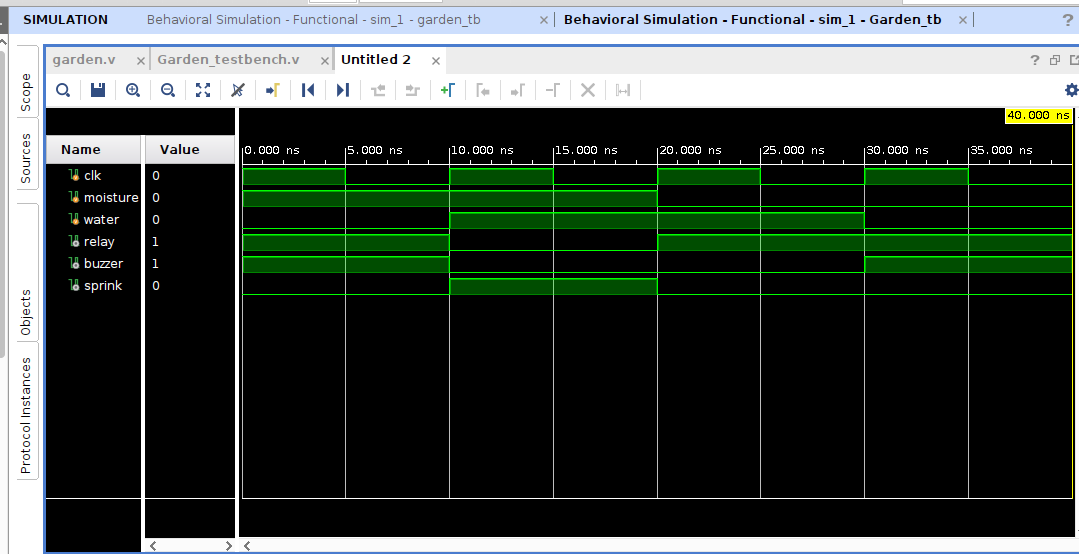 SIMULATION Behavioral Simulation - Functional - sim_1 - garden_tb × Behavioral Simulation - Functional - sim_1 - Garden_tb × ?
garden.v × Garden_testbench.v × Untitled 2 × ?
Scope
Sources
Objects
Protocol Instances
40.000 ns
Name Value 0.000 ns 5.000 ns 10.000 ns 15.000 ns 20.000 ns 25.000 ns 30.000 ns 35.000 ns
clk 0
moisture 0
water 0
relay 1
buzzer 1
sprink 0